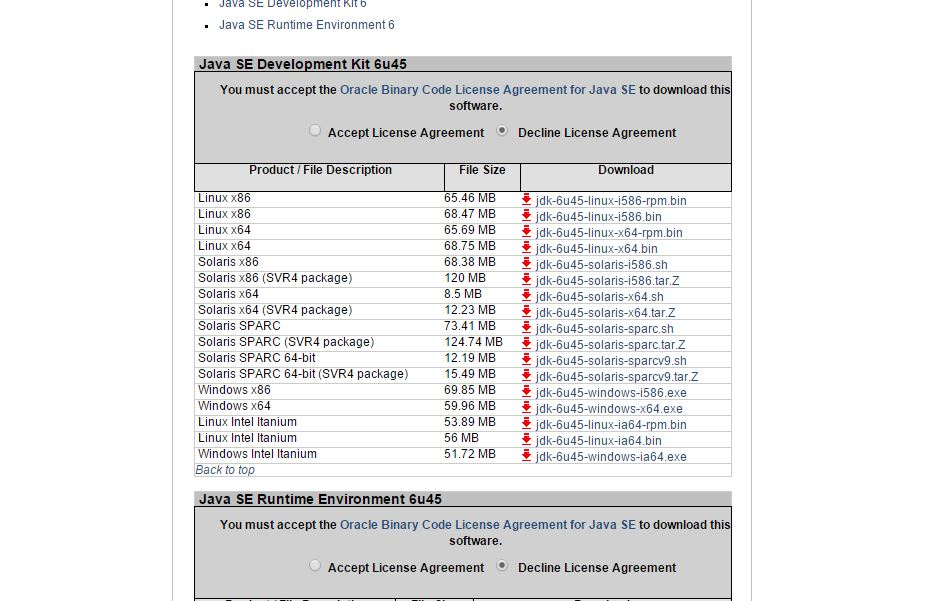 Java SE Development Kit 6
Java SE Runtime Environment 6
Java SE Development Kit 6u45
You must accept the Oracle Binary Code License Agreement for Java SE to download this
software.
Accept License Agreement Decline License Agreement
Product / File Description File Size Download
Linux x86 65.46 MB jdk-6u45-linux-i586-rpm.bin
Linux x86 68.47 MB jdk-6u45-linux-i586.bin
Linux x64 65.69 MB jdk-6u45-linux-x64-rpm.bin
Linux x64 68.75 MB jdk-6u45-linux-x64.bin
Solaris x86 68.38 MB jdk-6u45-solaris-i586.sh
Solaris x86 (SVR4 package) 120 MB jdk-6u45-solaris-i586.tar.Z
Solaris x64 8.5 MB jdk-6u45-solaris-x64.sh
Solaris x64 (SVR4 package) 12.23 MB jdk-6u45-solaris-x64.tar.Z
Solaris SPARC 73.41 MB jdk-6u45-solaris-sparc.sh
Solaris SPARC (SVR4 package) 124.74 MB jdk-6u45-solaris-sparc.tar.Z
Solaris SPARC 64-bit 12.19 MB jdk-6u45-solaris-sparcv9.sh
Solaris SPARC 64-bit (SVR4 package) 15.49 MB jdk-6u45-solaris-sparcv9.tar.Z
Windows x86 69.85 MB jdk-6u45-windows-i586.exe
Windows x64 59.96 MB jdk-6u45-windows-x64.exe
Linux Intel Itanium 53.89 MB jdk-6u45-linux-ia64-rpm.bin
Linux Intel Itanium 56 MB jdk-6u45-linux-ia64.bin
Windows Intel Itanium 51.72 MB jdk-6u45-windows-ia64.exe
Back to top
Java SE Runtime Environment 6u45
You must accept the Oracle Binary Code License Agreement for Java SE to download this
software.
Accept License Agreement Decline License Agreement